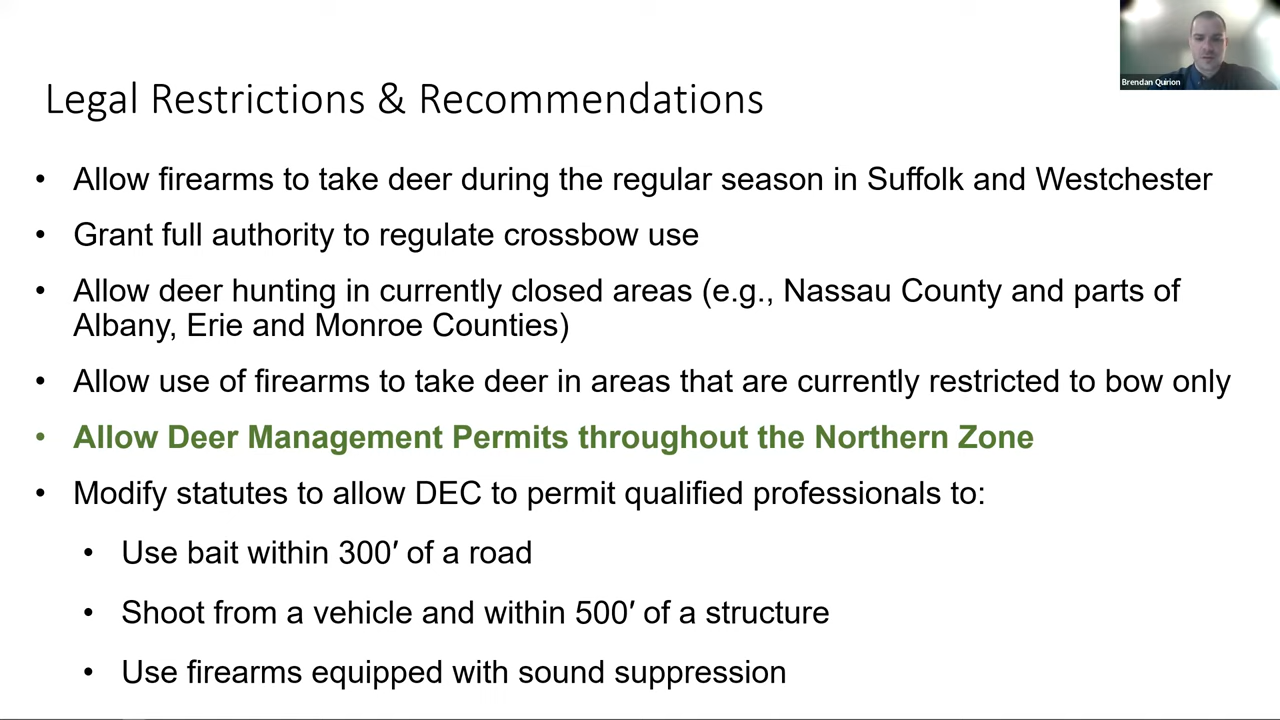 Brendan Quirion
Legal Restrictions & Recommendations
• Allow firearms to take deer during the regular season in Suffolk and Westchester
• Grant full authority to regulate crossbow use
• Allow deer hunting in currently closed areas (e.g., Nassau County and parts of
Albany, Erie and Monroe Counties)
• Allow use of firearms to take deer in areas that are currently restricted to bow only
• Allow Deer Management Permits throughout the Northern Zone
• Modify statutes to allow DEC to permit qualified professionals to:
• Use bait within 300′ of a road
• Shoot from a vehicle and within 500′ of a structure
• Use firearms equipped with sound suppression